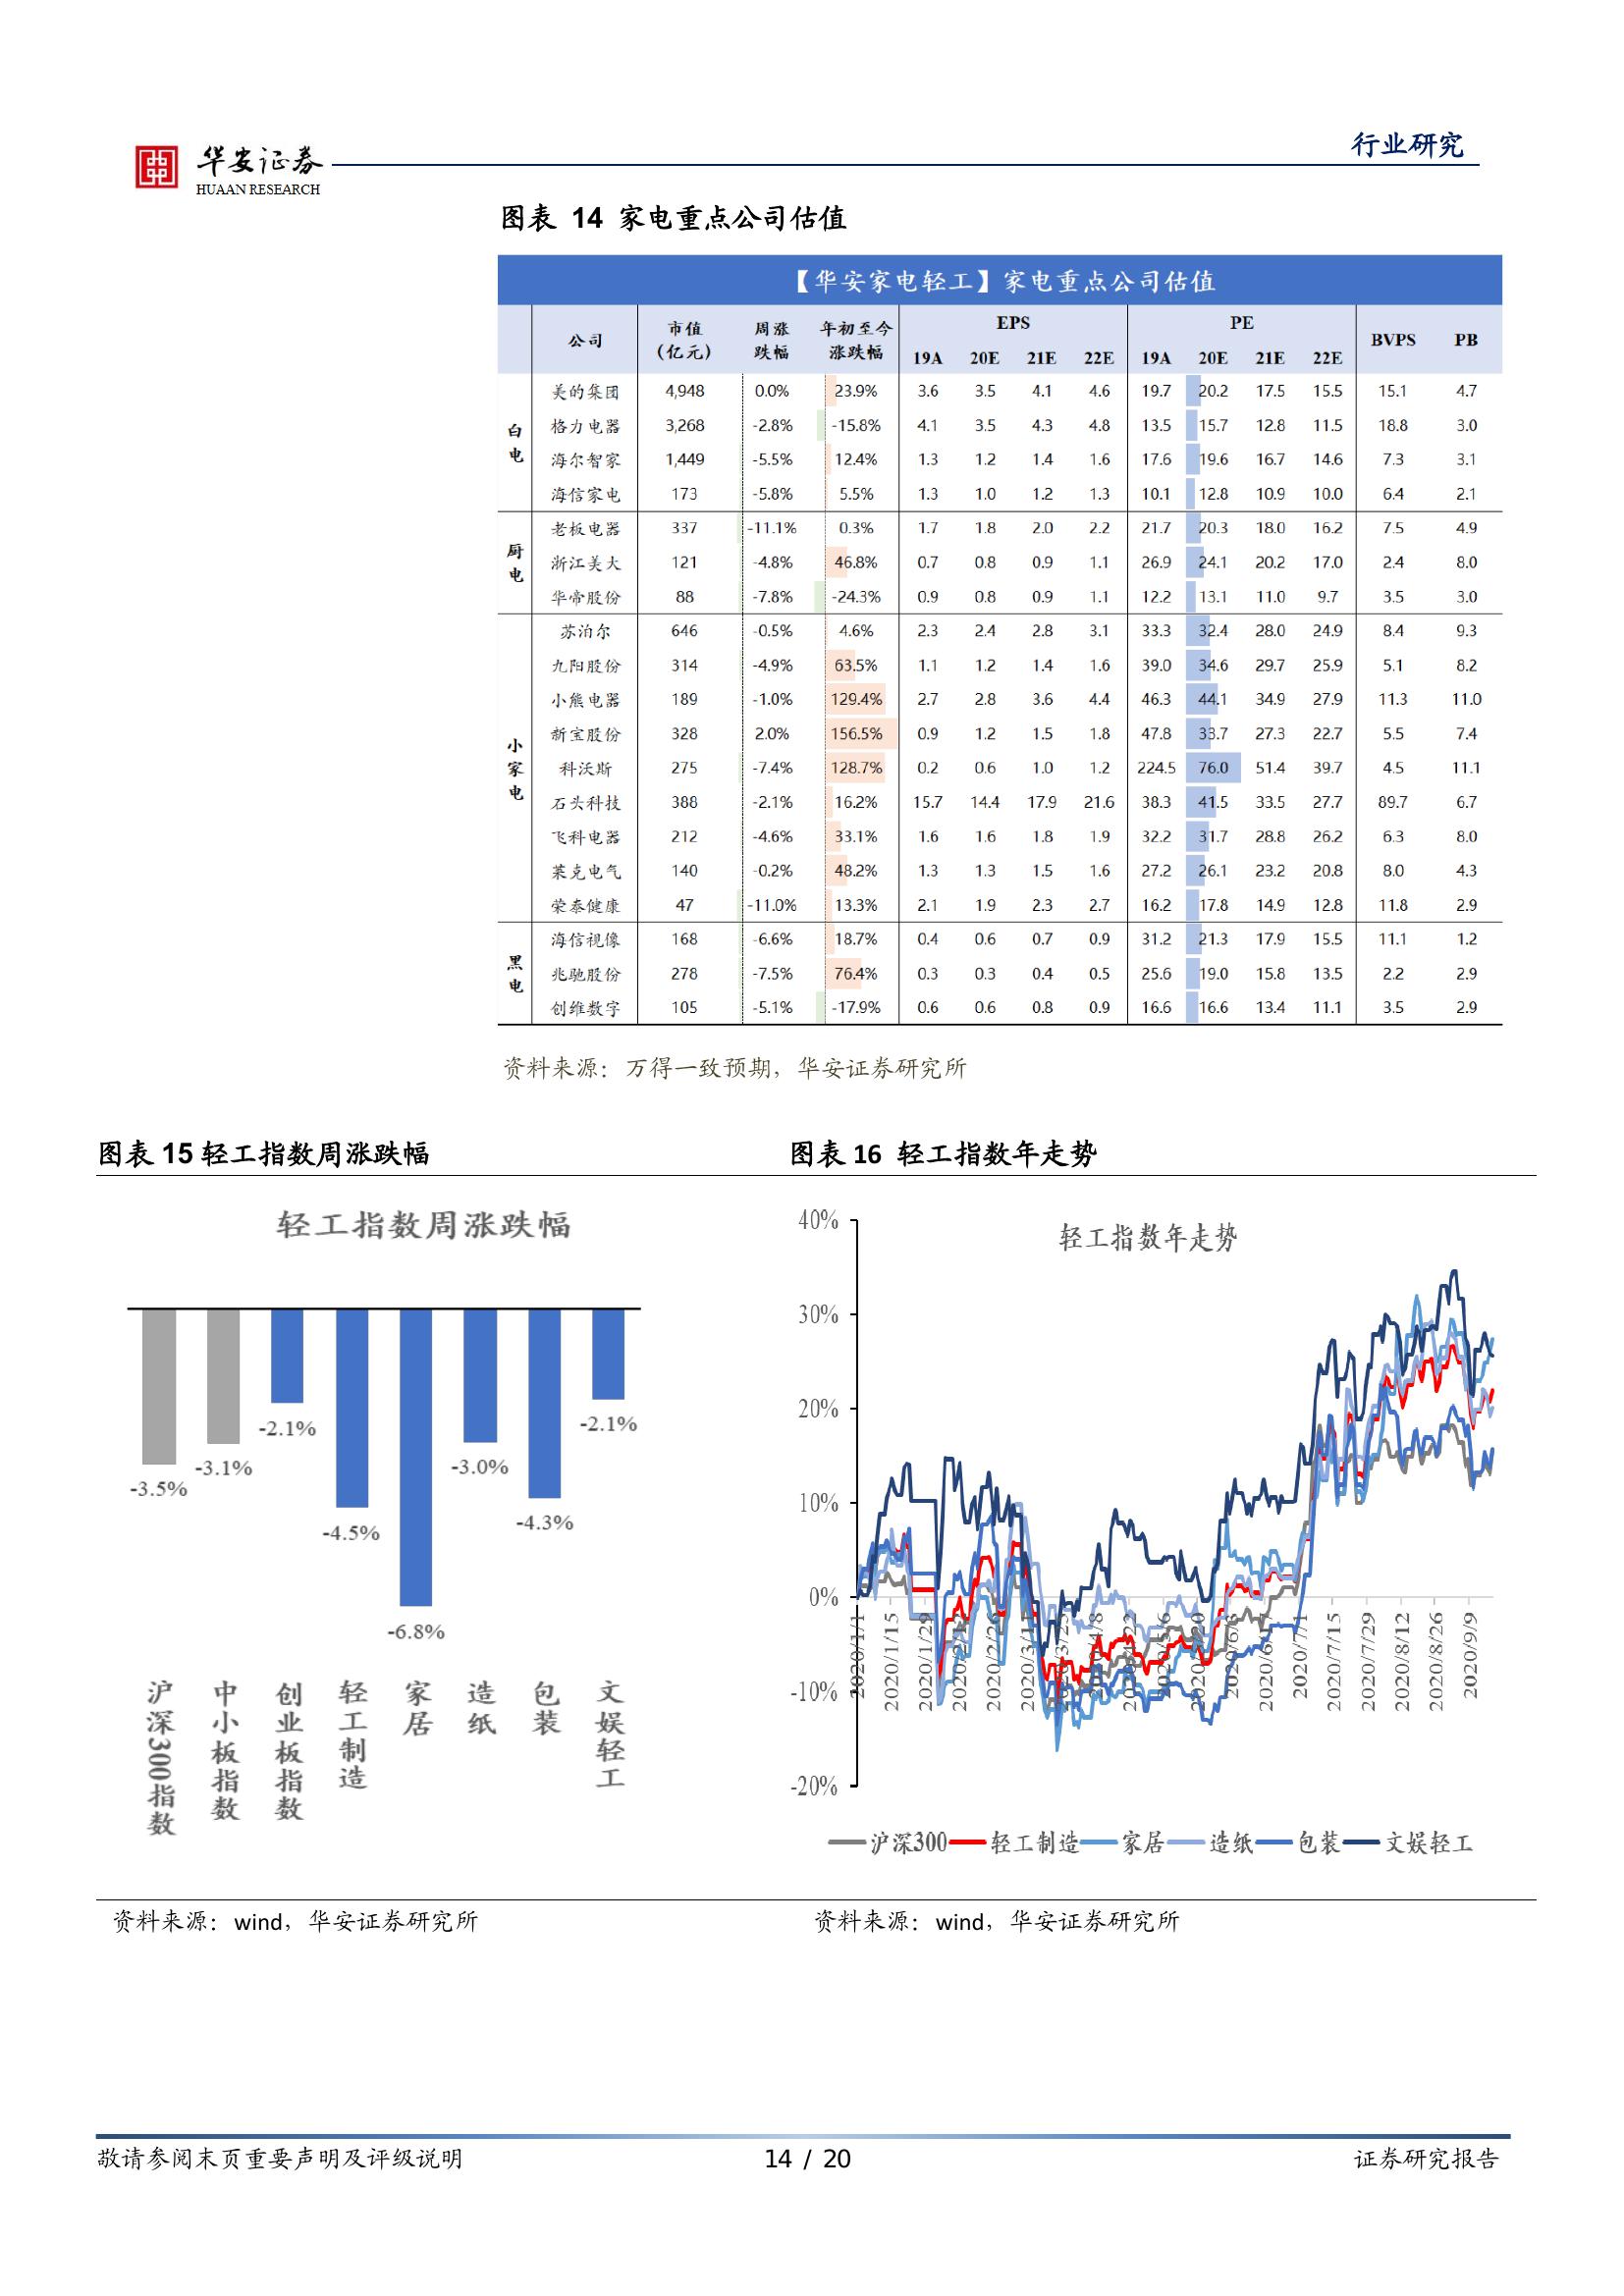 华安证券
HUAAN RESEARCH
行业研究
图表 14 家电重点公司估值
【华安家电轻工】家电重点公司估值
公司 市值(亿元) 周涨跌幅 年初至今涨跌幅 EPS PE BVPS PB
19A 20E 21E 22E 19A 20E 21E 22E
白电
美的集团 4,948 0.0% 23.9% 3.6 3.5 4.1 4.6 19.7 20.2 17.5 15.5 15.1 4.7
格力电器 3,268 -2.8% -15.8% 4.1 3.5 4.3 4.8 13.5 15.7 12.8 11.5 18.8 3.0
海尔智家 1,449 -5.5% 12.4% 1.3 1.2 1.4 1.6 17.6 19.6 16.7 14.6 7.3 3.1
海信家电 173 -5.8% 5.5% 1.3 1.0 1.2 1.3 10.1 12.8 10.9 10.0 6.4 2.1
厨电
老板电器 337 -11.1% 0.3% 1.7 1.8 2.0 2.2 21.7 20.3 18.0 16.2 7.5 4.9
浙江美大 121 -4.8% 46.8% 0.7 0.8 0.9 1.1 26.9 24.1 20.2 17.0 2.4 8.0
华帝股份 88 -7.8% -24.3% 0.9 0.8 0.9 1.1 12.2 13.1 11.0 9.7 3.5 3.0
小家电
苏泊尔 646 -0.5% 4.6% 2.3 2.4 2.8 3.1 33.3 32.4 28.0 24.9 8.4 9.3
九阳股份 314 -4.9% 63.5% 1.1 1.2 1.4 1.6 39.0 34.6 29.7 25.9 5.1 8.2
小熊电器 189 -1.0% 129.4% 2.7 2.8 3.6 4.4 46.3 44.1 34.9 27.9 11.3 11.0
新宝股份 328 2.0% 156.5% 0.9 1.2 1.5 1.8 47.8 33.7 27.3 22.7 5.5 7.4
科沃斯 275 -7.4% 128.7% 0.2 0.6 1.0 1.2 224.5 76.0 51.4 39.7 4.5 11.1
石头科技 388 -2.1% 16.2% 15.7 14.4 17.9 21.6 38.3 41.5 33.5 27.7 89.7 6.7
飞科电器 212 -4.6% 33.1% 1.6 1.6 1.8 1.9 32.2 31.7 28.8 26.2 6.3 8.0
莱克电气 140 -0.2% 48.2% 1.3 1.3 1.5 1.6 27.2 26.1 23.2 20.8 8.0 4.3
荣泰健康 47 -11.0% 13.3% 2.1 1.9 2.3 2.7 16.2 17.8 14.9 12.8 11.8 2.9
黑电
海信视像 168 -6.6% 18.7% 0.4 0.6 0.7 0.9 31.2 21.3 17.9 15.5 11.1 1.2
兆驰股份 278 -7.5% 76.4% 0.3 0.3 0.4 0.5 25.6 19.0 15.8 13.5 2.2 2.9
创维数字 105 -5.1% -17.9% 0.6 0.6 0.8 0.9 16.6 16.6 13.4 11.1 3.5 2.9
资料来源：万得一致预期，华安证券研究所
图表 15 轻工指数周涨跌幅
轻工指数周涨跌幅
-3.5% -3.1% -2.1% -4.5% -6.8% -3.0% -4.3% -2.1%
沪深300指数 中小板指数 创业板指数 轻工制造 家居 造纸 包装 文娱轻工
资料来源：wind，华安证券研究所
图表 16 轻工指数年走势
轻工指数年走势
40%
30%
20%
10%
0%
-10%
-20%
2020/1/1 2020/1/15 2020/1/29 2020/2/12 2020/2/26 2020/3/11 2020/3/25 2020/4/8 2020/4/22 2020/5/6 2020/5/20 2020/6/3 2020/6/17 2020/7/1 2020/7/15 2020/7/29 2020/8/12 2020/8/26 2020/9/9
沪深300 轻工制造 家居 造纸 包装 文娱轻工
资料来源：wind，华安证券研究所
敬请参阅末页重要声明及评级说明
14 / 20
证券研究报告